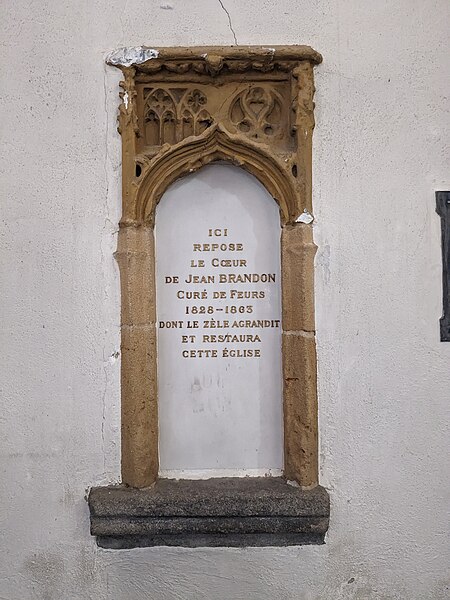 ICI
REPOSE
LE CŒUR
DE JEAN BRANDON
CURÉ DE FEURS
1828-1863
DONT LE ZÈLE AGRANDIT
ET RESTAURA
CETTE ÉGLISE